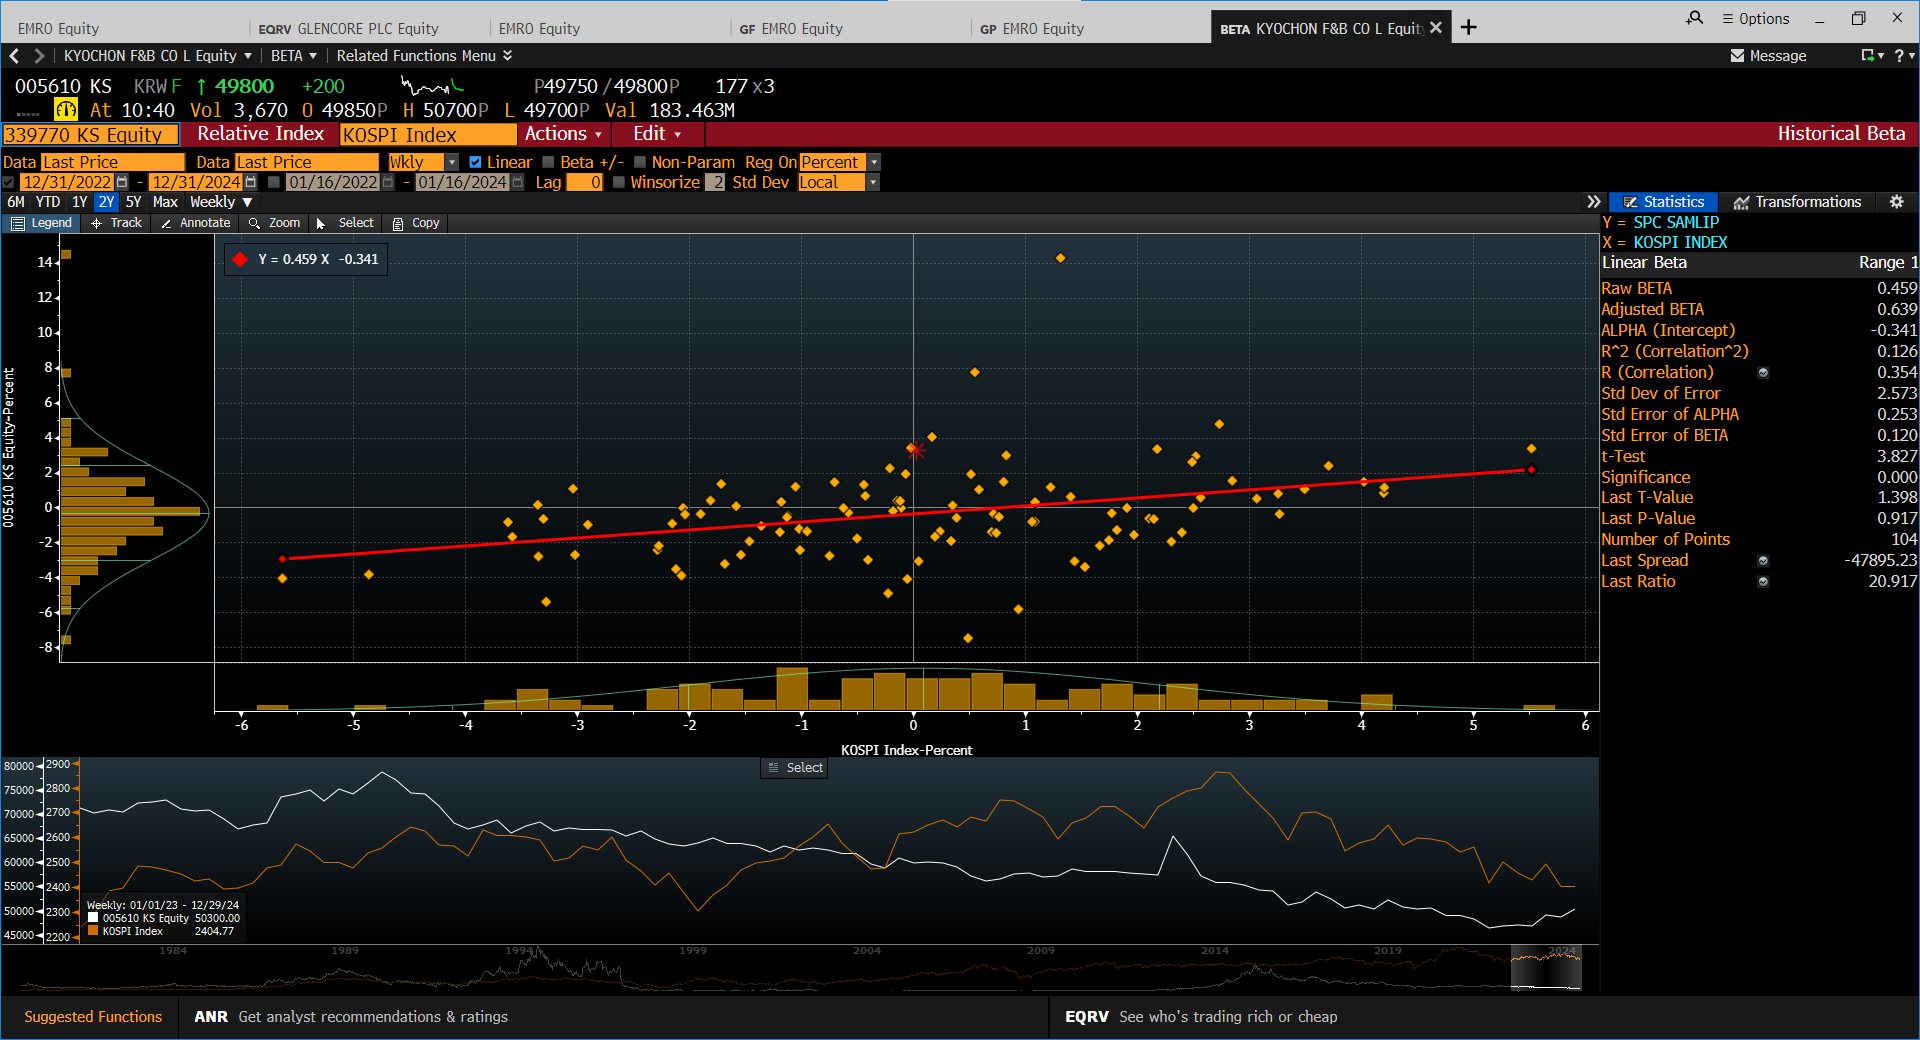 EMRO Equity EQRV GLENCORE PLC Equity EMRO Equity GF EMRO Equity GP EMRO Equity BETA KYOCHON F&B CO L Equit Options
KYOCHON F&B CO L Equity BETA Related Functions Menu Message ?
005610 KS KRW F ↑ 49800 +200 P49750 /49800P 177 x3
At 10:40 Vol 3,670 O 49850P H 50700P L 49700P Val 183.463M
339770 KS Equity Relative Index KOSPI Index Actions Edit Historical Beta
Data Last Price Data Last Price Wkly Linear Beta +/- Non-Param Reg On Percent
12/31/2022 - 12/31/2024 01/16/2022 - 01/16/2024 Lag 0 Winsorize 2 Std Dev Local
6M YTD 1Y 2Y 5Y Max Weekly Statistics Transformations
Legend Track Annotate Zoom Select Copy
Y = SPC SAMLIP
X = KOSPI INDEX
Linear Beta Range 1
Raw BETA 0.459
Adjusted BETA 0.639
ALPHA (Intercept) -0.341
R^2 (Correlation^2) 0.126
R (Correlation) 0.354
Std Dev of Error 2.573
Std Error of ALPHA 0.253
Std Error of BETA 0.120
t-Test 3.827
Significance 0.000
Last T-Value 1.398
Last P-Value 0.917
Number of Points 104
Last Spread -47895.23
Last Ratio 20.917
Y = 0.459 X -0.341
005610 KS Equity-Percent
14
12
10
8
6
4
2
0
-2
-4
-6
-8
-6 -5 -4 -3 -2 -1 0 1 2 3 4 5 6
KOSPI Index-Percent
Select
80000 2900
75000 2800
70000 2700
65000 2600
60000 2500
55000 2400
50000 2300
45000 2200
Weekly: 01/01/23 - 12/29/24
005610 KS Equity 50300.00
KOSPI Index 2404.77
1984 1989 1994 1999 2004 2009 2014 2019 2024
Suggested Functions ANR Get analyst recommendations & ratings EQRV See who's trading rich or cheap